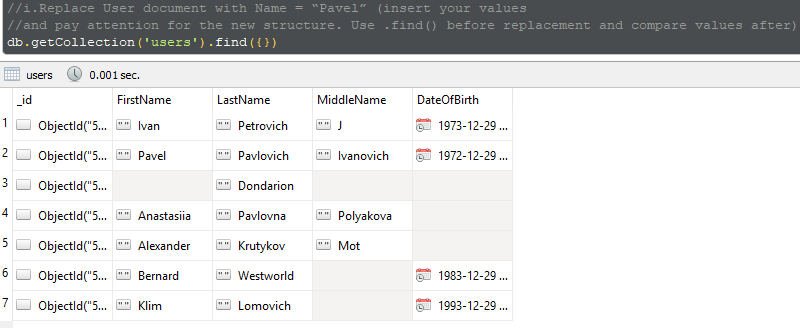 //i.Replace User document with Name = “Pavel” (insert your values
//and pay attention for the new structure. Use .find() before replacement and compare values after)
db.getCollection('users').find({})
users 0.001 sec.
_id FirstName LastName MiddleName DateOfBirth
1 ObjectId("5... "" Ivan "" Petrovich "" J 1973-12-29 ...
2 ObjectId("5... "" Pavel "" Pavlovich "" Ivanovich 1972-12-29 ...
3 ObjectId("5... "" Dondarion
4 ObjectId("5... "" Anastasiia "" Pavlovna "" Polyakova
5 ObjectId("5... "" Alexander "" Krutykov "" Mot
6 ObjectId("5... "" Bernard "" Westworld 1983-12-29 ...
7 ObjectId("5... "" Klim "" Lomovich 1993-12-29 ...